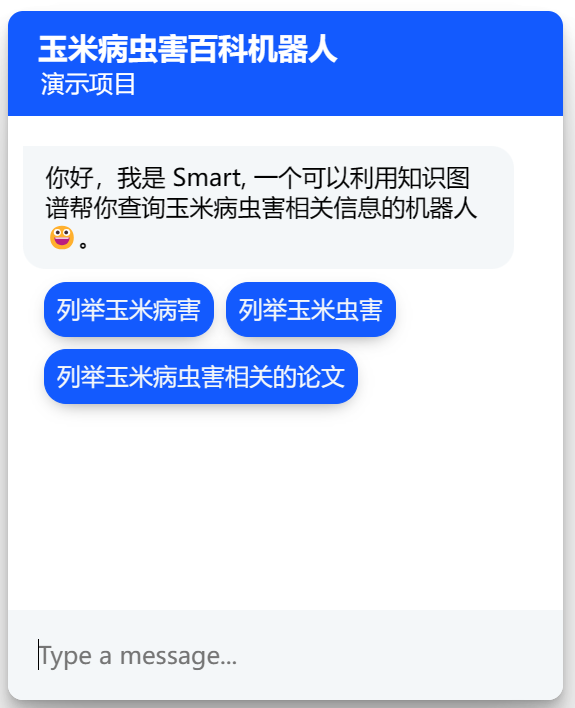 玉米病虫害百科机器人
演示项目
你好，我是 Smart, 一个可以利用知识图
谱帮你查询玉米病虫害相关信息的机器人
😀。
列举玉米病害 列举玉米虫害
列举玉米病虫害相关的论文
Type a message...